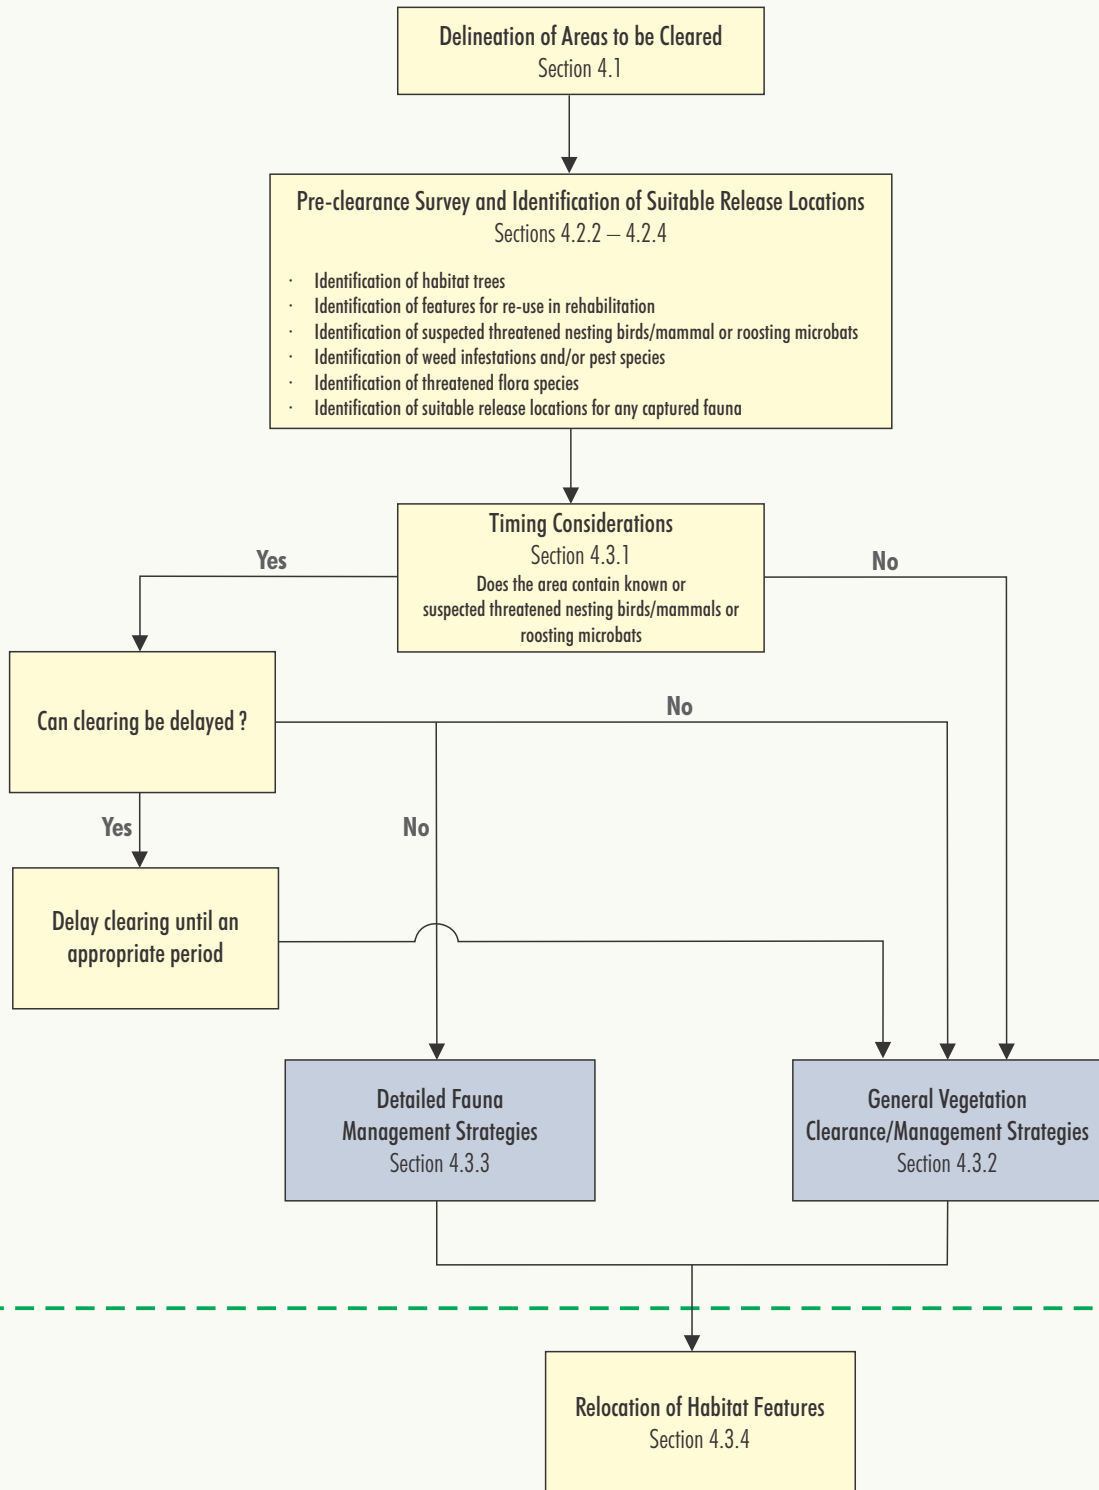 Delineation of Areas to be Cleared
Section 4.1
Pre-clearance Survey and Identification of Suitable Release Locations
Sections 4.2.2 – 4.2.4
· Identification of habitat trees
· Identification of features for re-use in rehabilitation
· Identification of suspected threatened nesting birds/mammal or roosting microbats
· Identification of weed infestations and/or pest species
· Identification of threatened flora species
· Identification of suitable release locations for any captured fauna
Timing Considerations
Section 4.3.1
Does the area contain known or
suspected threatened nesting birds/mammals or
roosting microbats
Yes
No
Can clearing be delayed ?
No
Yes
No
Delay clearing until an
appropriate period
Detailed Fauna
Management Strategies
Section 4.3.3
General Vegetation
Clearance/Management Strategies
Section 4.3.2
Relocation of Habitat Features
Section 4.3.4